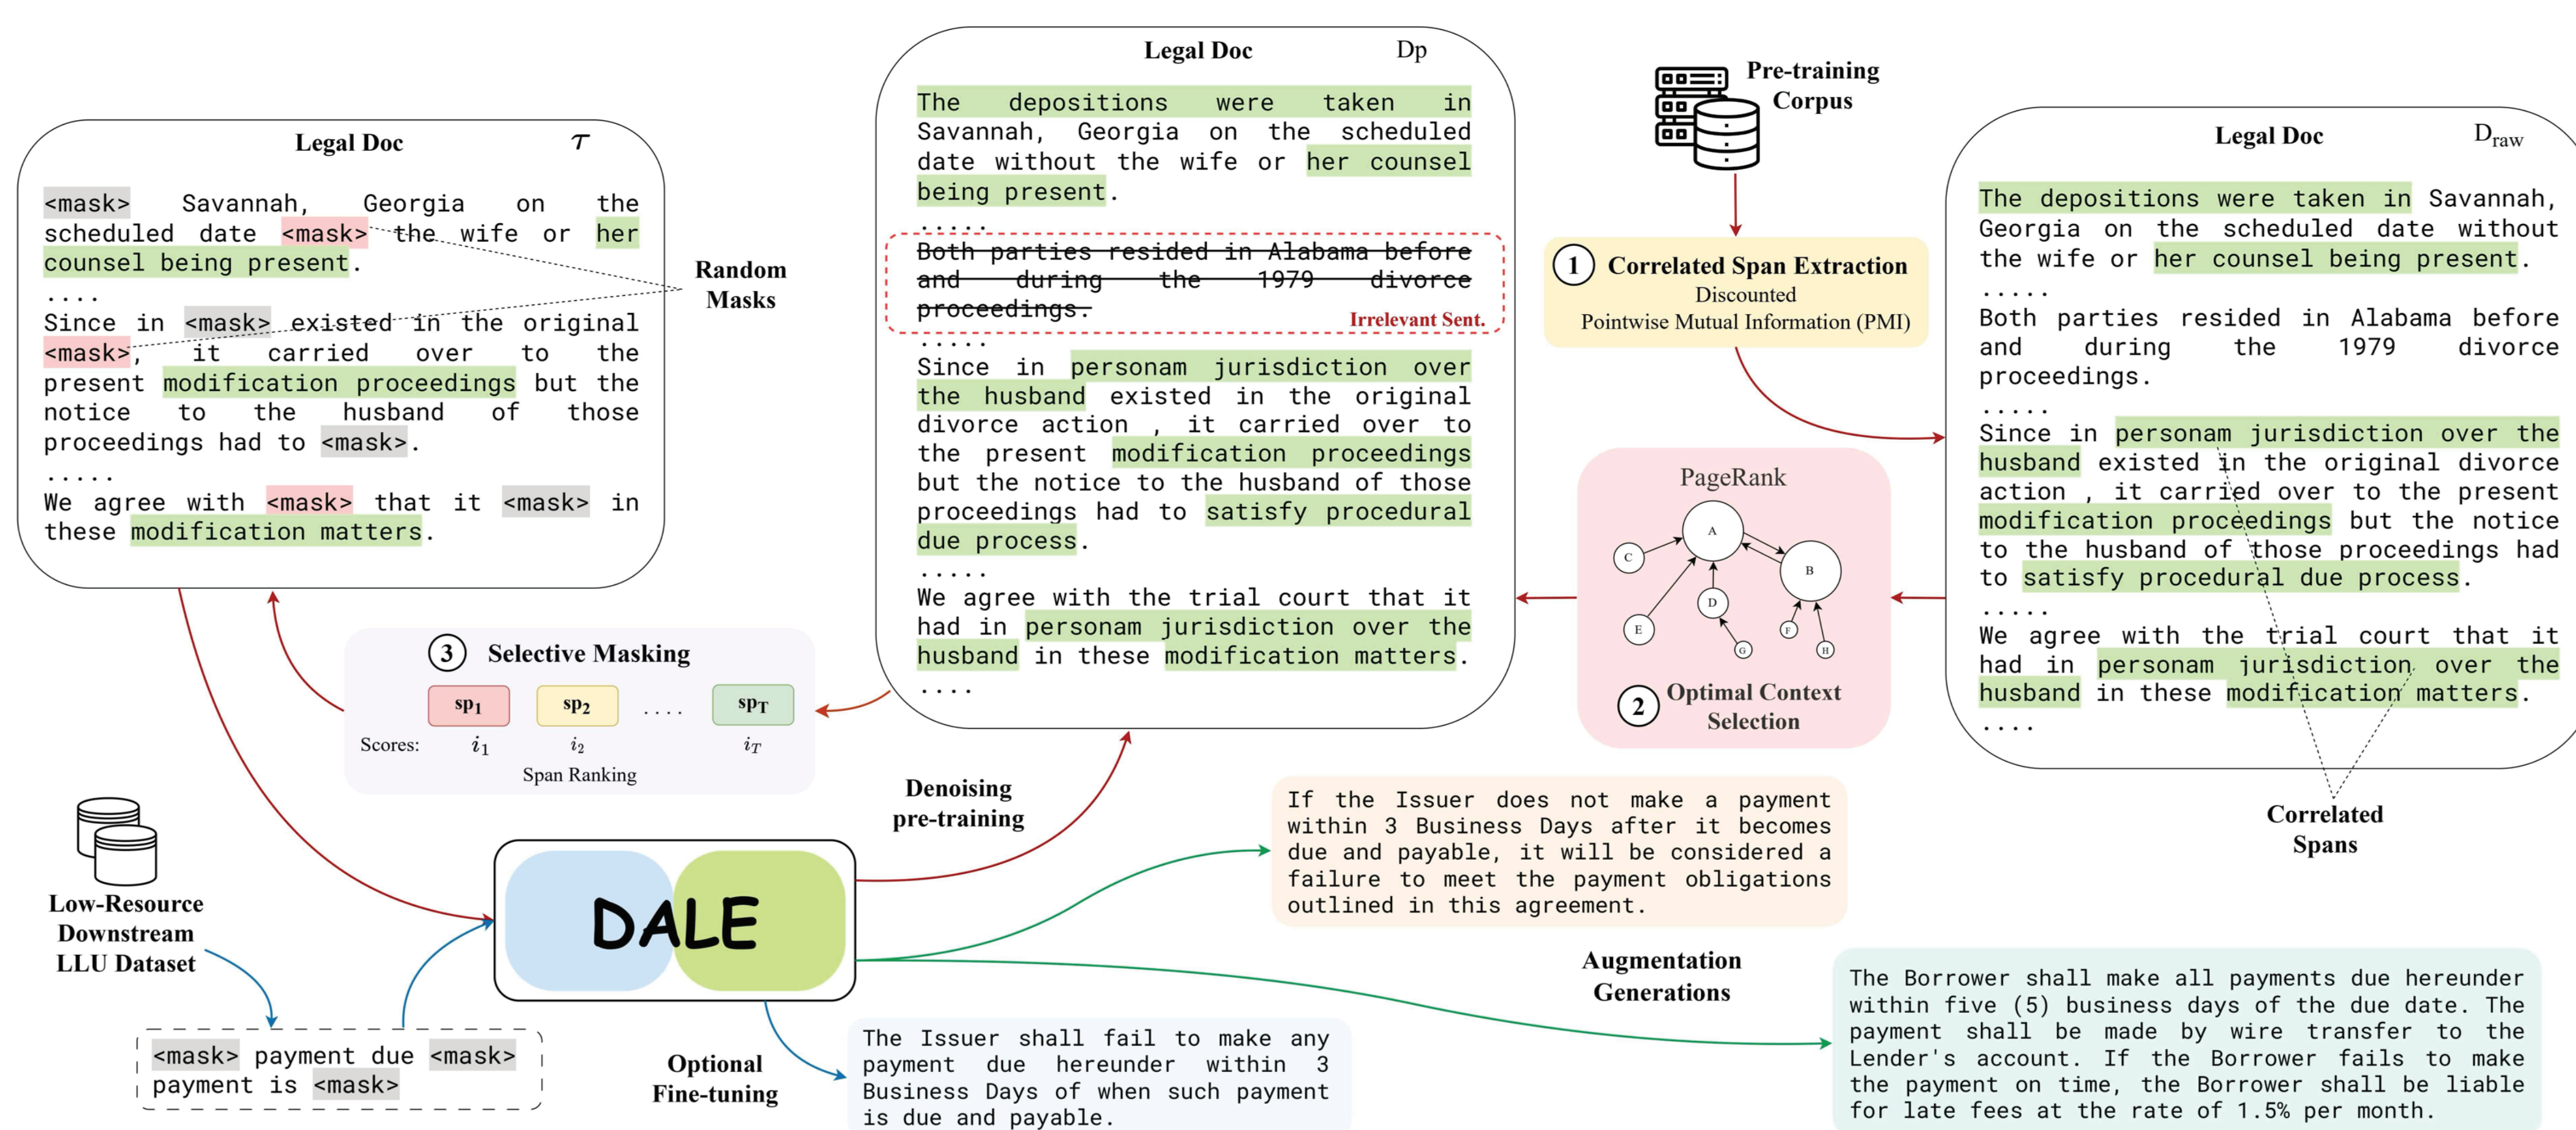 Legal Doc τ
<mask> Savannah, Georgia on the
scheduled date <mask> the wife or her
counsel being present.
....
Since in <mask> existed in the original
<mask>, it carried over to the
present modification proceedings but the
notice to the husband of those
proceedings had to <mask>.
.....
We agree with <mask> that it <mask> in
these modification matters.
Random
Masks
Legal Doc Dp
The depositions were taken in
Savannah, Georgia on the scheduled
date without the wife or her counsel
being present.
.....
Both parties resided in Alabama before
and during the 1979 divorce
proceedings.
Irrelevant Sent.
.....
Since in personam jurisdiction over
the husband existed in the original
divorce action , it carried over to
the present modification proceedings
but the notice to the husband of those
proceedings had to satisfy procedural
due process.
.....
We agree with the trial court that it
had in personam jurisdiction over the
husband in these modification matters.
....
Pre-training
Corpus
1 Correlated Span Extraction
Discounted
Pointwise Mutual Information (PMI)
Legal Doc Draw
The depositions were taken in Savannah,
Georgia on the scheduled date without
the wife or her counsel being present.
.....
Both parties resided in Alabama before
and during the 1979 divorce
proceedings.
.....
Since in personam jurisdiction over the
husband existed in the original divorce
action , it carried over to the present
modification proceedings but the notice
to the husband of those proceedings had
to satisfy procedural due process.
.....
We agree with the trial court that it
had in personam jurisdiction over the
husband in these modification matters.
....
Correlated
Spans
PageRank
A
C
B
D
E
F
G
H
2 Optimal Context
Selection
3 Selective Masking
sp1 sp2 .... spT
Scores: i1 i2 iT
Span Ranking
Denoising
pre-training
Low-Resource
Downstream
LLU Dataset
<mask> payment due <mask>
payment is <mask>
DALE
Optional
Fine-tuning
The Issuer shall fail to make any
payment due hereunder within 3
Business Days of when such payment
is due and payable.
If the Issuer does not make a payment
within 3 Business Days after it becomes
due and payable, it will be considered a
failure to meet the payment obligations
outlined in this agreement.
Augmentation
Generations
The Borrower shall make all payments due hereunder
within five (5) business days of the due date. The
payment shall be made by wire transfer to the
Lender's account. If the Borrower fails to make
the payment on time, the Borrower shall be liable
for late fees at the rate of 1.5% per month.